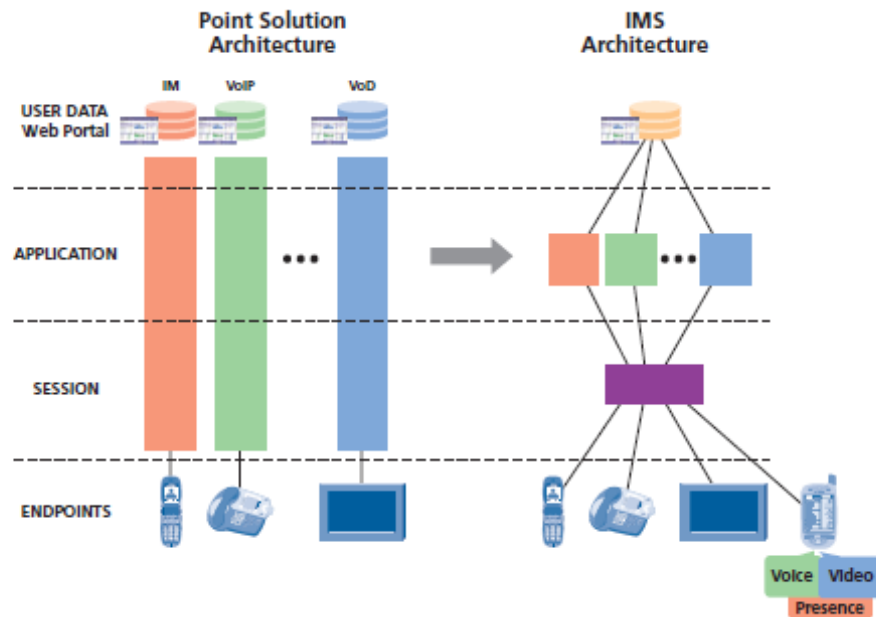 Point Solution
Architecture
IMS
Architecture
IM
VoIP
VoD
USER DATA
Web Portal
APPLICATION
SESSION
ENDPOINTS
Voice
Video
Presence